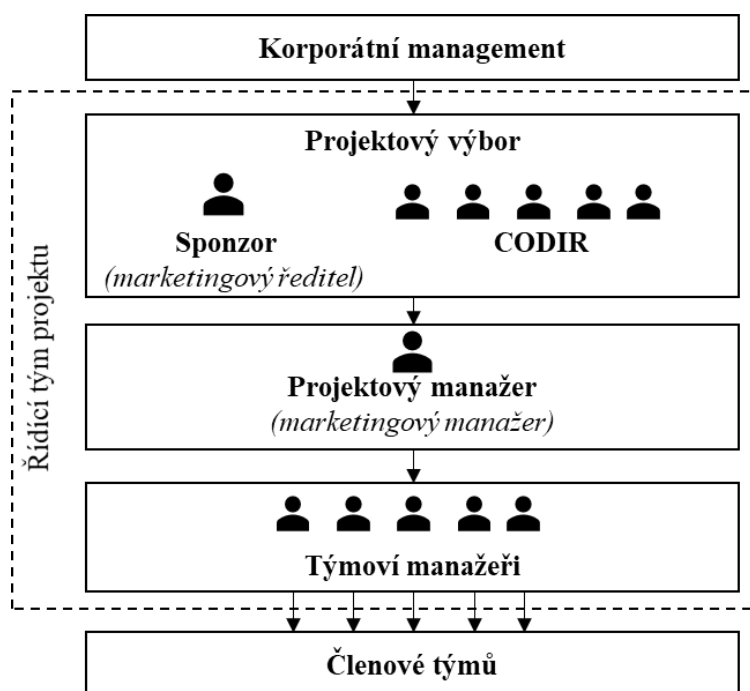 Korporátní management
Projektový výbor
Sponzor
(marketingový ředitel)
CODIR
Řídící tým projektu
Projektový manažer
(marketingový manažer)
Týmoví manažeři
Členové týmů